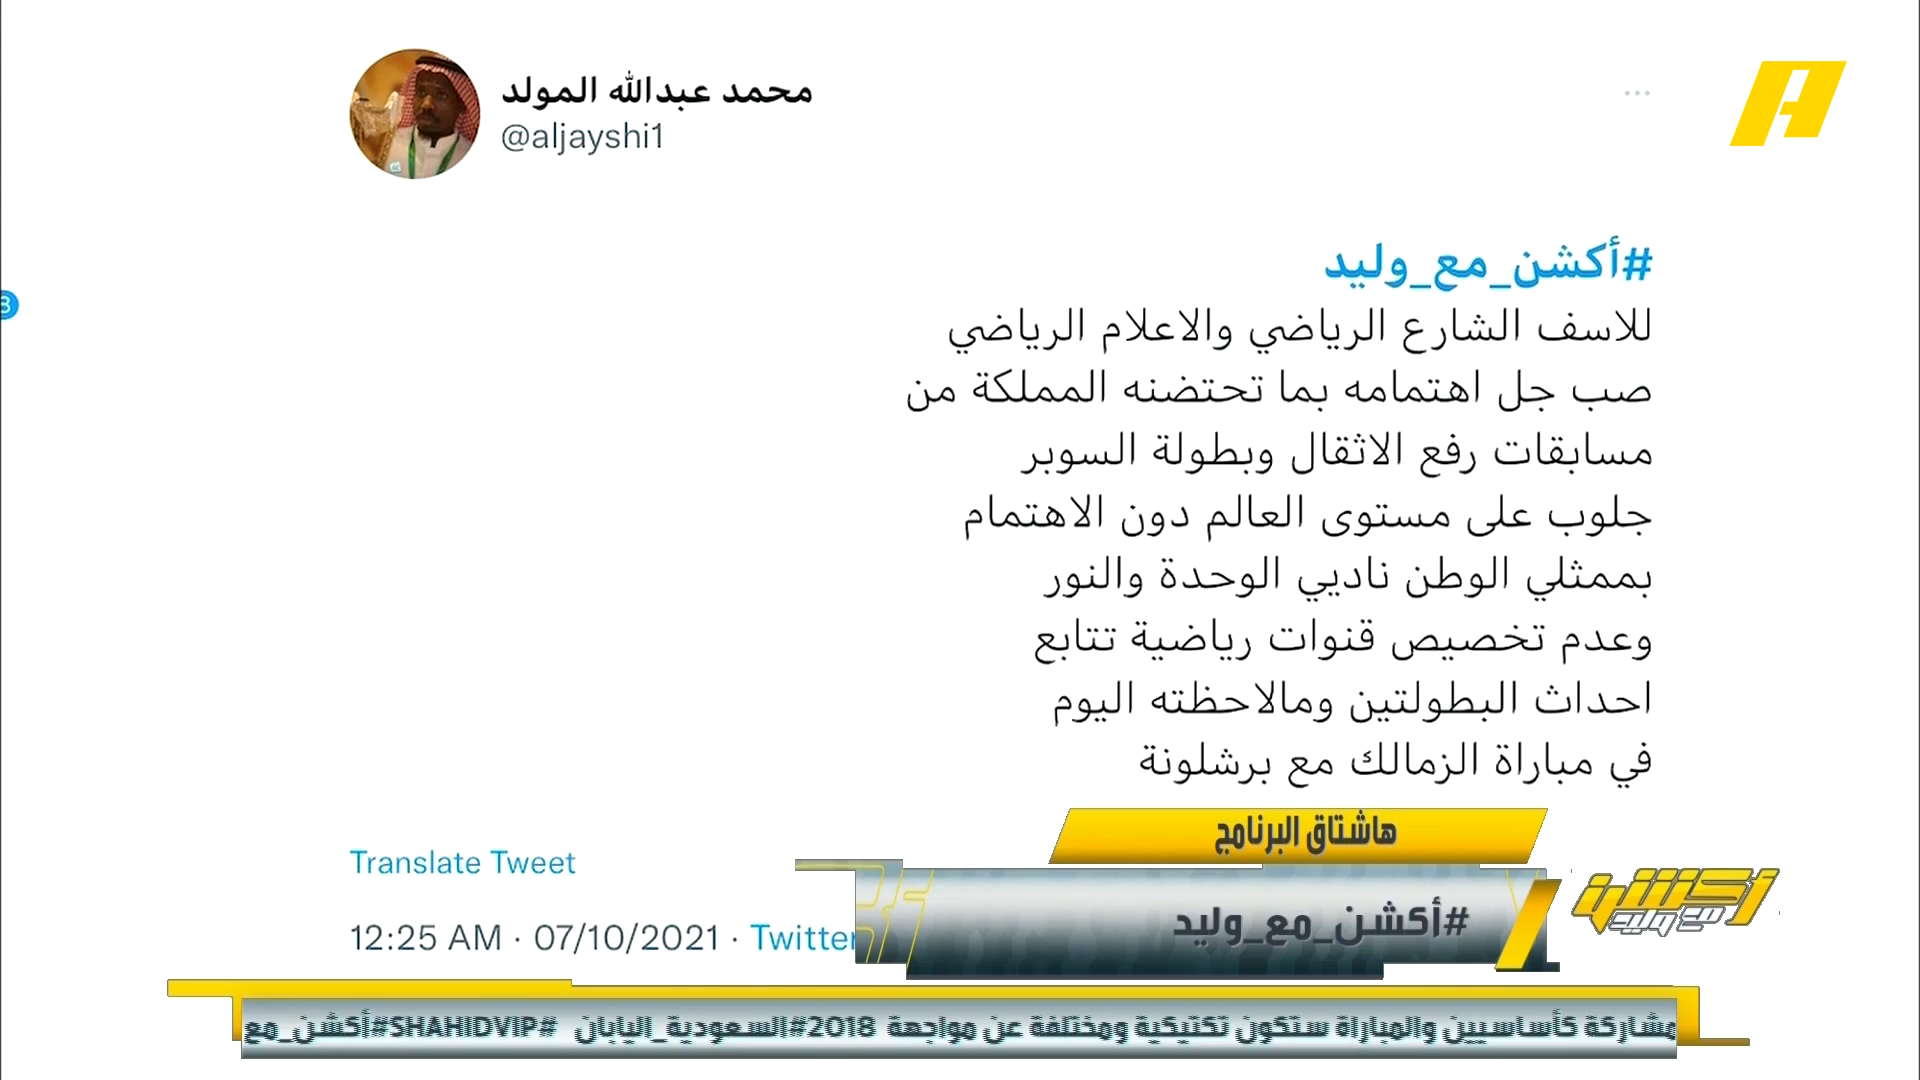 محمد عبدالله المولد
@aljayshi1
#أكشن_مع_وليد
للاسف الشارع الرياضي والاعلام الرياضي
صب جل اهتمامه بما تحتضنه المملكة من
مسابقات رفع الاثقال وبطولة السوبر
جلوب على مستوى العالم دون الاهتمام
بممثلي الوطن ناديي الوحدة والنور
وعدم تخصيص قنوات رياضية تتابع
احداث البطولتين ومالاحظته اليوم
في مباراة الزمالك مع برشلونة
Translate Tweet
12:25 AM · 07/10/2021 · Twitter
هاشتاق البرنامج
#أكشن_مع_وليد
أكشن مع وليد
مشاركة كأساسيين والمباراة ستكون تكتيكية ومختلفة عن مواجهة 2018#السعودية_اليابان #SHAHIDVIP#أكشن_مع